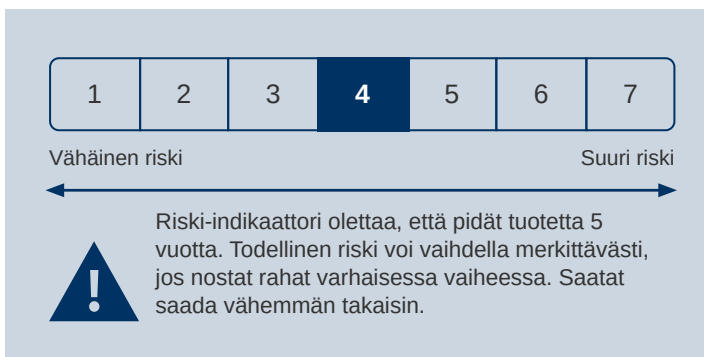 1 2 3 4 5 6 7
Vähäinen riski Suuri riski
Riski-indikaattori olettaa, että pidät tuotetta 5
vuotta. Todellinen riski voi vaihdella merkittävästi,
jos nostat rahat varhaisessa vaiheessa. Saatat
saada vähemmän takaisin.
!